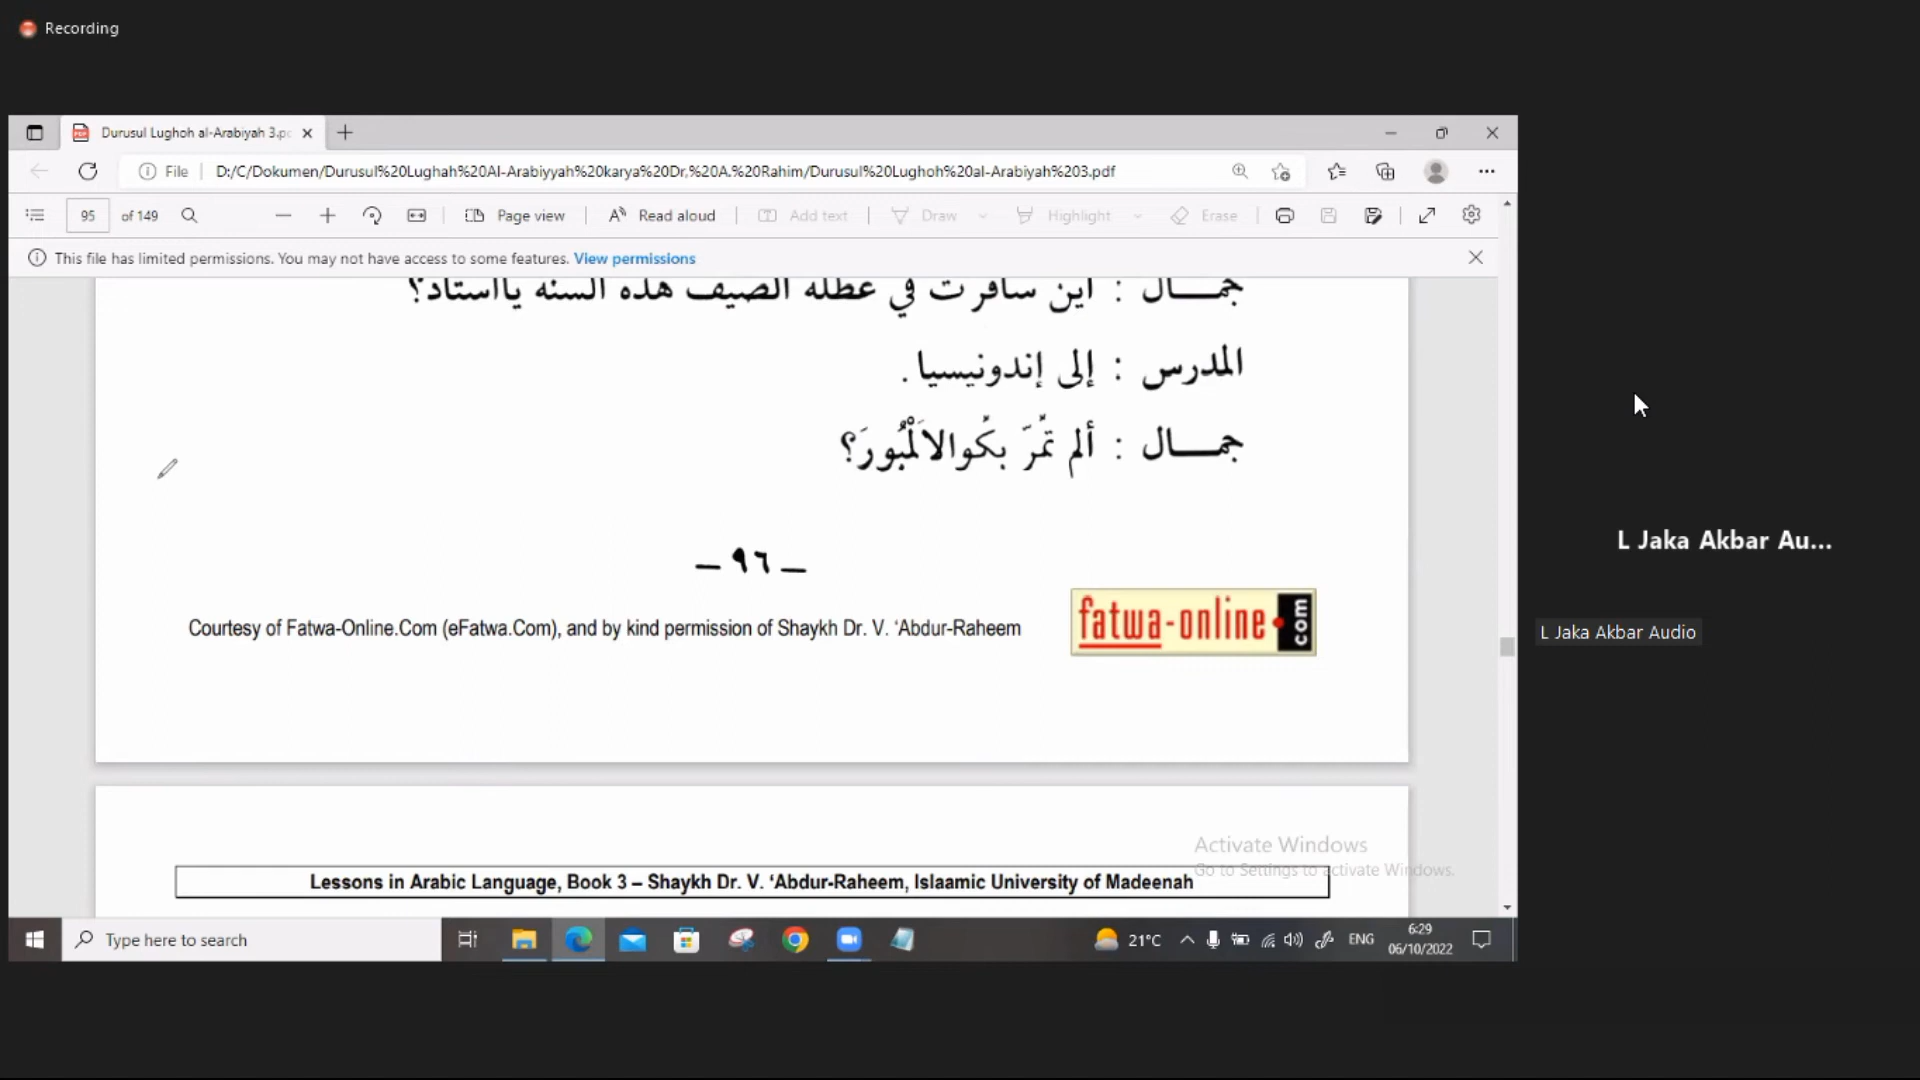 Recording
Durusul Lughoh al-Arabiyah 3.p
File D:/C/Dokumen/Durusul%20Lughah%20Al-Arabiyyah%20karya%20Dr,%20A.%20Rahim/Durusul%20Lughoh%20al-Arabiyah%203.pdf
95 of 149 Page view Read aloud Add text Draw Highlight Erase
This file has limited permissions. You may not have access to some features. View permissions
جمـــال : أين سافرت في عطلة الصيف هذه السنة يا أستاذ؟
المدرس : إلى إندونيسيا.
جمـــال : ألم تَمُرّ بكُوالاَلَمْبُورَ؟
– ٩٦ –
Courtesy of Fatwa-Online.Com (eFatwa.Com), and by kind permission of Shaykh Dr. V. ‘Abdur-Raheem
fatwa-online.com
Lessons in Arabic Language, Book 3 – Shaykh Dr. V. ‘Abdur-Raheem, Islaamic University of Madeenah
Activate Windows
Go to Settings to activate Windows.
L Jaka Akbar Au...
L Jaka Akbar Audio
Type here to search
21°C ENG 6:29
06/10/2022